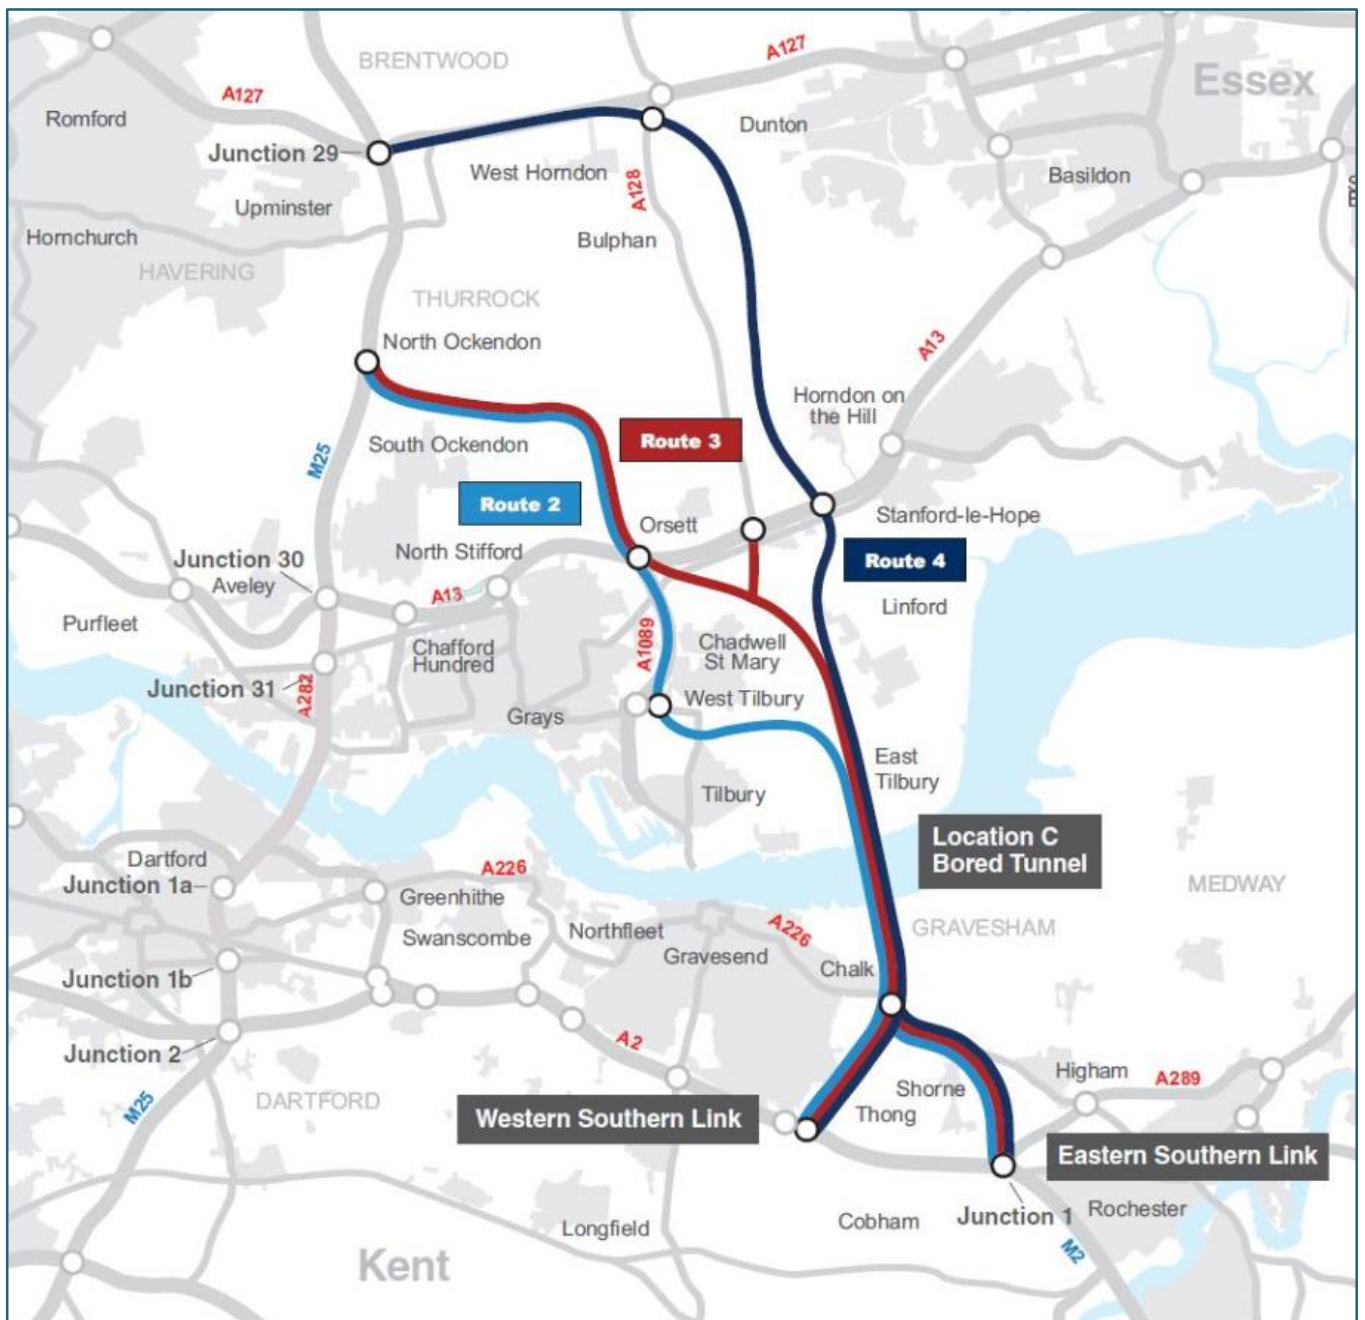 BRENTWOOD
A127
Essex
A127
Romford
Dunton
Junction 29
West Horndon
A128
Basildon
Upminster
Hornchurch
Bulphan
HAVERING
THURROCK
North Ockendon
A13
Horndon on
the Hill
Route 3
South Ockendon
M25
Route 2
Orsett
Stanford-le-Hope
North Stifford
Junction 30
Aveley
Route 4
A13
Linford
Purfleet
Chafford
Hundred
A1089
Chadwell
St Mary
Junction 31
A282
West Tilbury
Grays
East
Tilbury
Tilbury
Location C
Bored Tunnel
Dartford
A226
Junction 1a
MEDWAY
Greenhithe
Northfleet
A226
GRAVESHAM
Swanscombe
Gravesend
Chalk
Junction 1b
A2
Junction 2
Higham
A289
Shorne
M25
DARTFORD
Western Southern Link
Thong
Eastern Southern Link
Longfield
Cobham
Junction 1
Rochester
M2
Kent